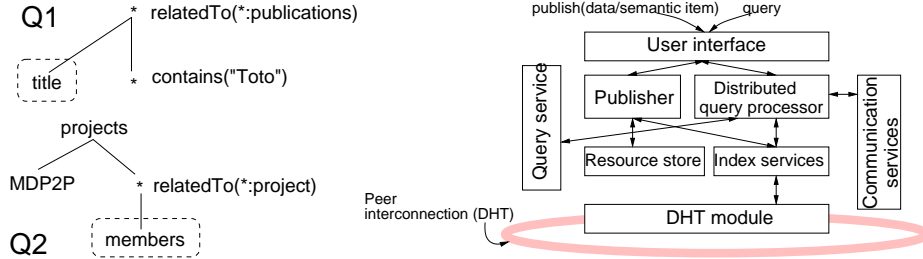 Q1
* relatedTo(*:publications)
title
* contains("Toto")
projects
MDP2P
* relatedTo(*:project)
members
Q2
publish(data/semantic item)
query
User interface
Query service
Publisher
Distributed
query processor
Communication
services
Resource store
Index services
Peer
interconnection (DHT)
DHT module